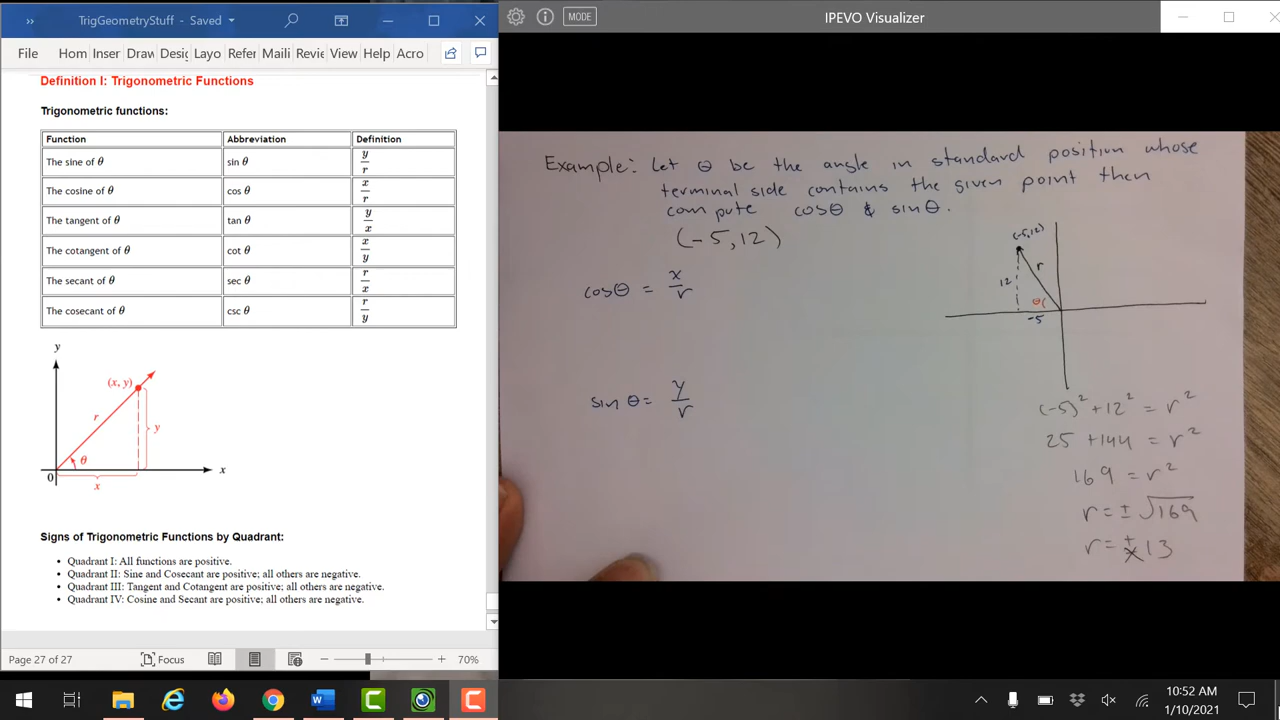 TrigGeometryStuff - Saved
File Hom Inser Draw Desig Layo Refer Maili Revie View Help Acro
Definition I: Trigonometric Functions
Trigonometric functions:
Function Abbreviation Definition
The sine of θ sin θ y/r
The cosine of θ cos θ x/r
The tangent of θ tan θ y/x
The cotangent of θ cot θ x/y
The secant of θ sec θ r/x
The cosecant of θ csc θ r/y
y
(x, y)
r
y
θ
0
x
x
Signs of Trigonometric Functions by Quadrant:
• Quadrant I: All functions are positive.
• Quadrant II: Sine and Cosecant are positive; all others are negative.
• Quadrant III: Tangent and Cotangent are positive; all others are negative.
• Quadrant IV: Cosine and Secant are positive; all others are negative.
Page 27 of 27 Focus 70%
MODE IPEVO Visualizer
Example: Let θ be the angle in standard position whose
terminal side contains the given point then
compute cosθ & sinθ.
(-5,12)
cosθ = x/r
sin θ = y/r
(-5,12)
r
12
θ
-5
(-5)² + 12² = r²
25 + 144 = r²
169 = r²
r = ± √169
r = ± 13
10:52 AM
1/10/2021